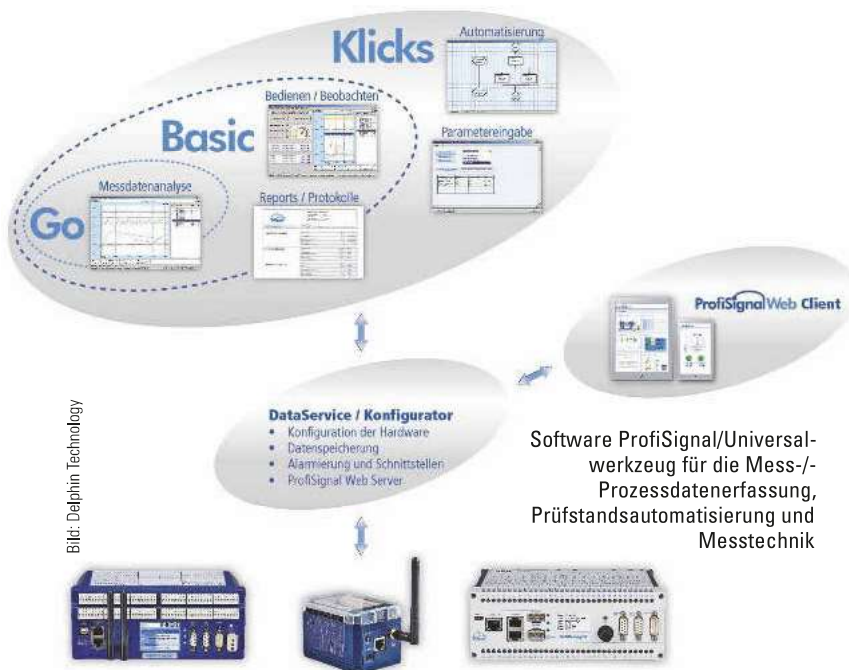 Klicks
Automatisierung
Bedienen / Beobachten
Basic
Parametereingabe
Messdatenanalyse
Go
Reports / Protokolle
ProfiSignal Web Client
DataService / Konfigurator
• Konfiguration der Hardware
• Datenspeicherung
• Alarmierung und Schnittstellen
• ProfiSignal Web Server
Software ProfiSignal/Universal-
werkzeug für die Mess-/-
Prozessdatenerfassung,
Prüfstandsautomatisierung und
Messtechnik
Bild: Delphin Technology